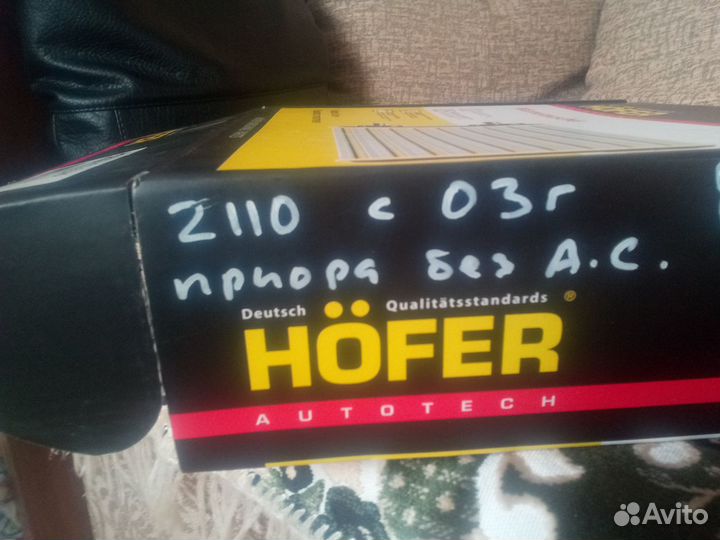 2110 с 03г
приора без А.С.
Deutsch Qualitätsstandards ®
HÖFER
AUTOTECH
Avito